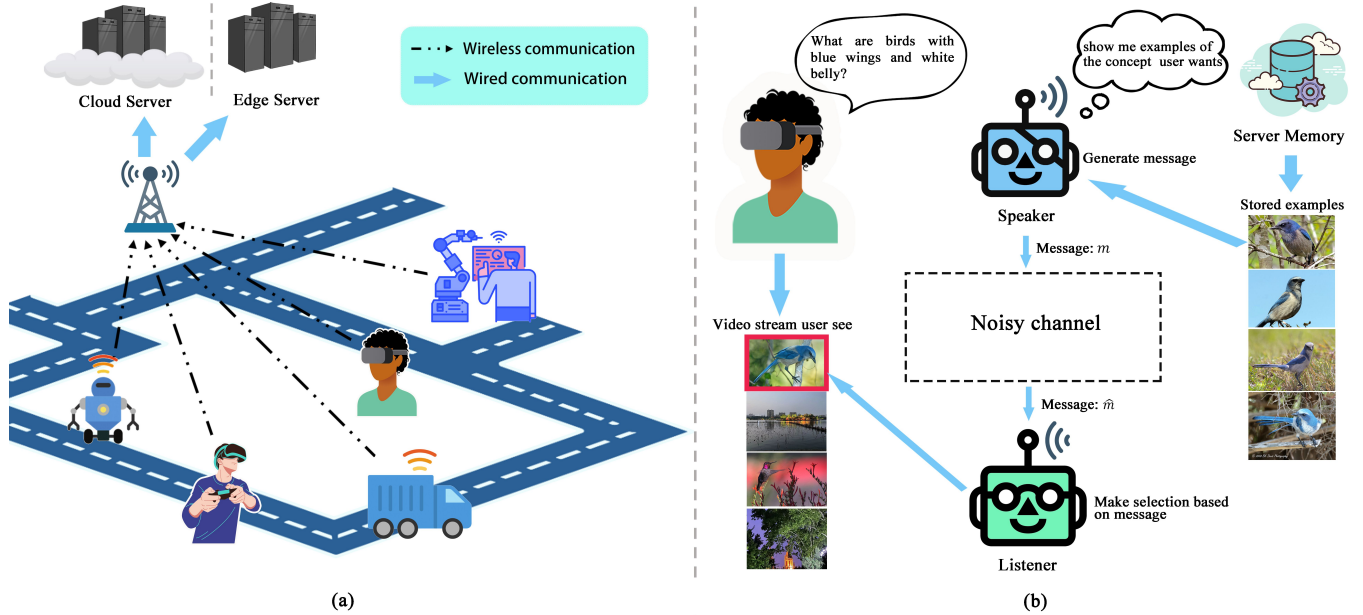 Wireless communication
Wired communication
Cloud Server
Edge Server
(a)
What are birds with
blue wings and white
belly?
show me examples of
the concept user wants
Server Memory
Generate message
Speaker
Stored examples
Message: m
Video stream user see
Noisy channel
Message: m̂
Make selection based
on message
Listener
(b)